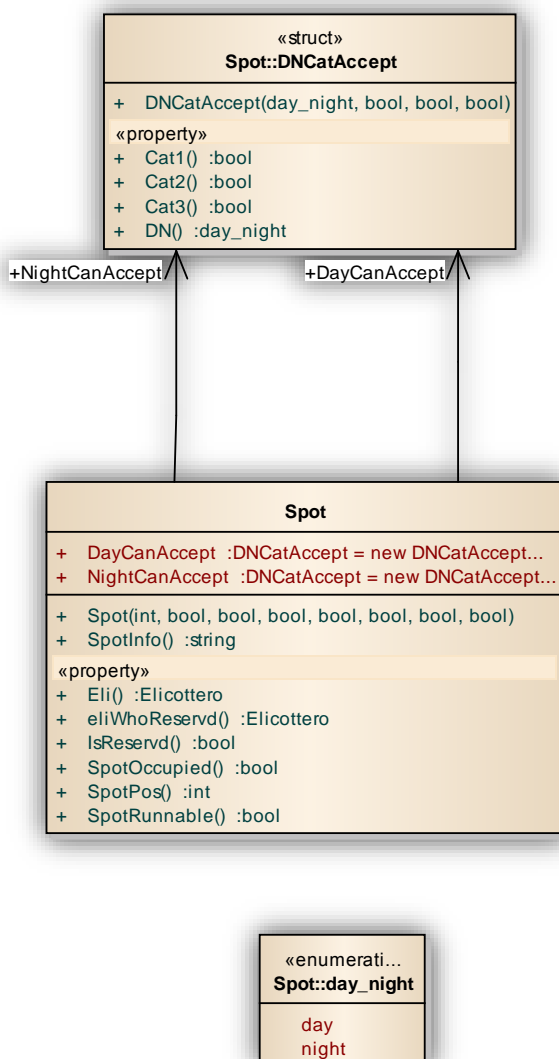 «struct»
Spot::DNCatAccept
+ DNCatAccept(day_night, bool, bool, bool)
«property»
+ Cat1() :bool
+ Cat2() :bool
+ Cat3() :bool
+ DN() :day_night
+NightCanAccept +DayCanAccept
Spot
+ DayCanAccept :DNCatAccept = new DNCatAccept...
+ NightCanAccept :DNCatAccept = new DNCatAccept...
+ Spot(int, bool, bool, bool, bool, bool, bool, bool)
+ SpotInfo() :string
«property»
+ Eli() :Elicottero
+ eliWhoReservd() :Elicottero
+ IsReservd() :bool
+ SpotOccupied() :bool
+ SpotPos() :int
+ SpotRunnable() :bool
«enumerati...
Spot::day_night
day
night